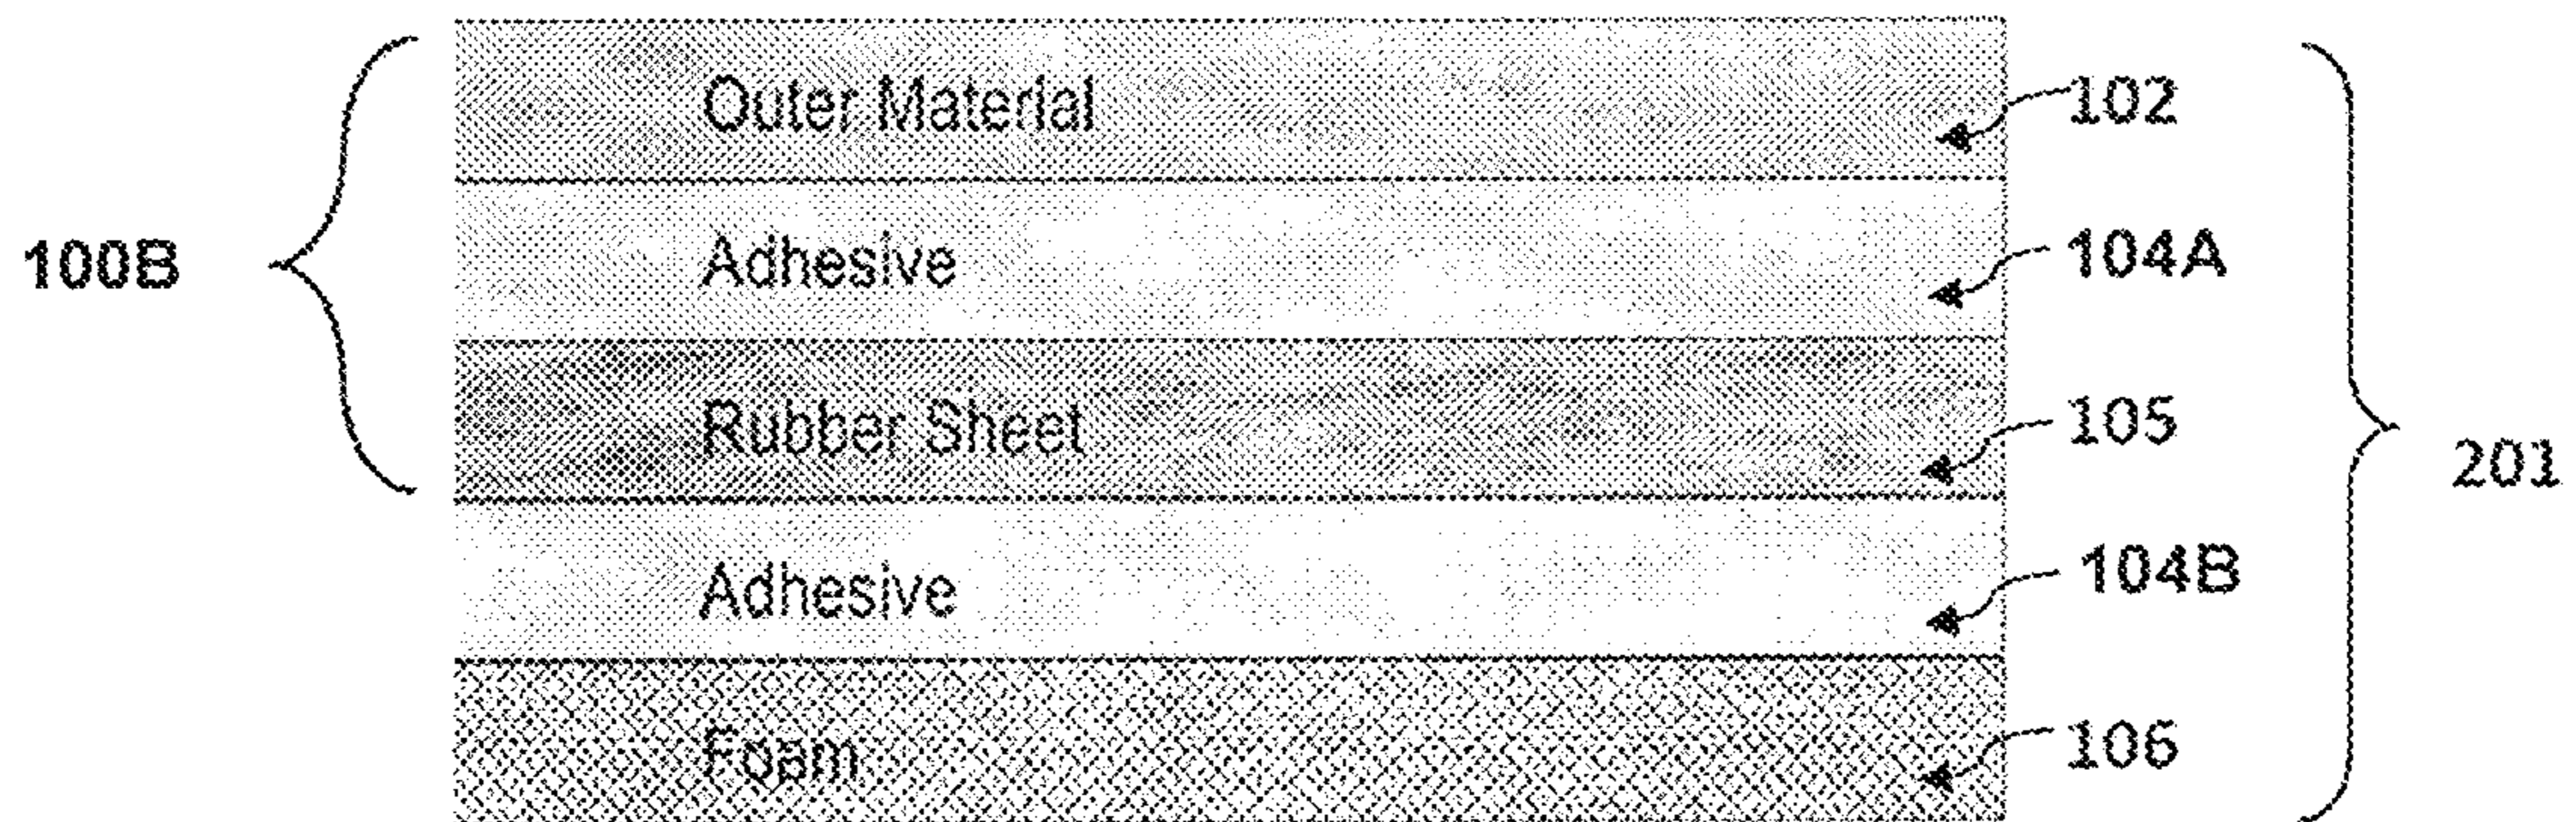 Outer Material
102
Adhesive
104A
100B
Rubber Sheet
105
201
Adhesive
104B
Foam
106